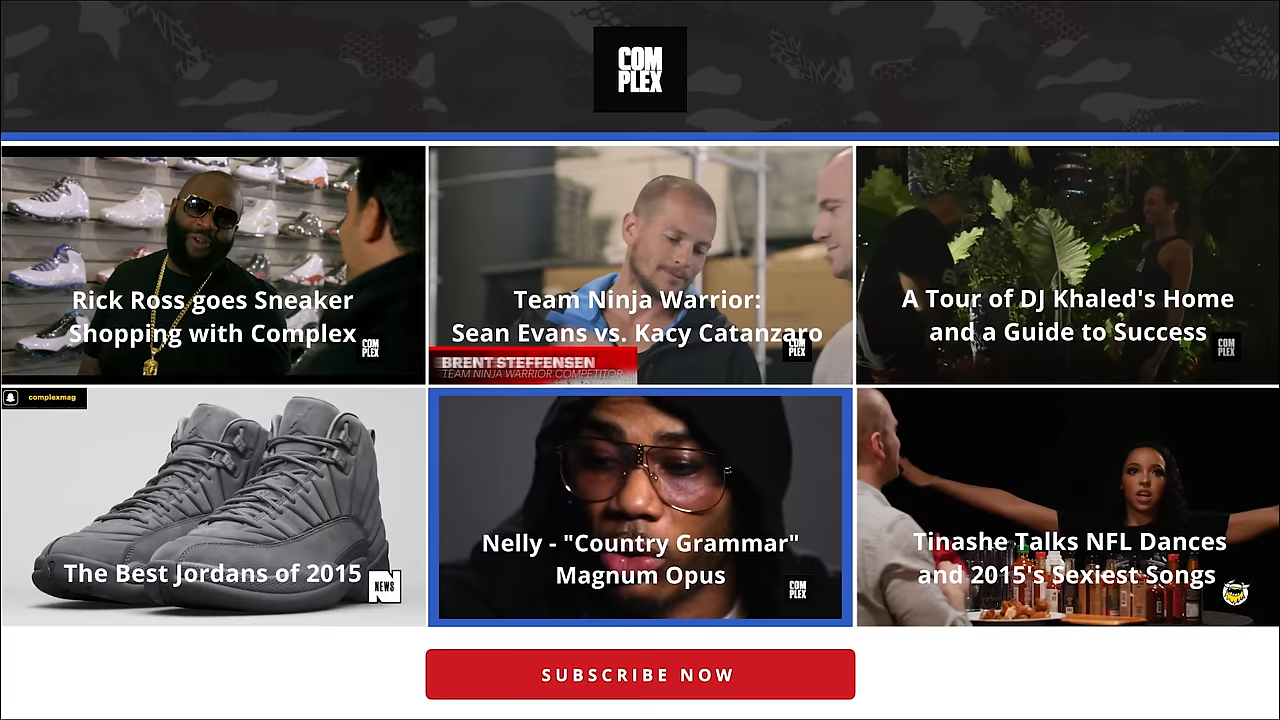 COM
PLEX
Rick Ross goes Sneaker
Shopping with Complex
COM
PLEX
Team Ninja Warrior:
Sean Evans vs. Kacy Catanzaro
COM
PLEX
BRENT STEFFENSEN
TEAM NINJA WARRIOR COMPETITOR
A Tour of DJ Khaled's Home
and a Guide to Success
COM
PLEX
complexmag
The Best Jordans of 2015
NEWS
Nelly - "Country Grammar"
Magnum Opus
COM
PLEX
Tinashe Talks NFL Dances
and 2015's Sexiest Songs
SUBSCRIBE NOW